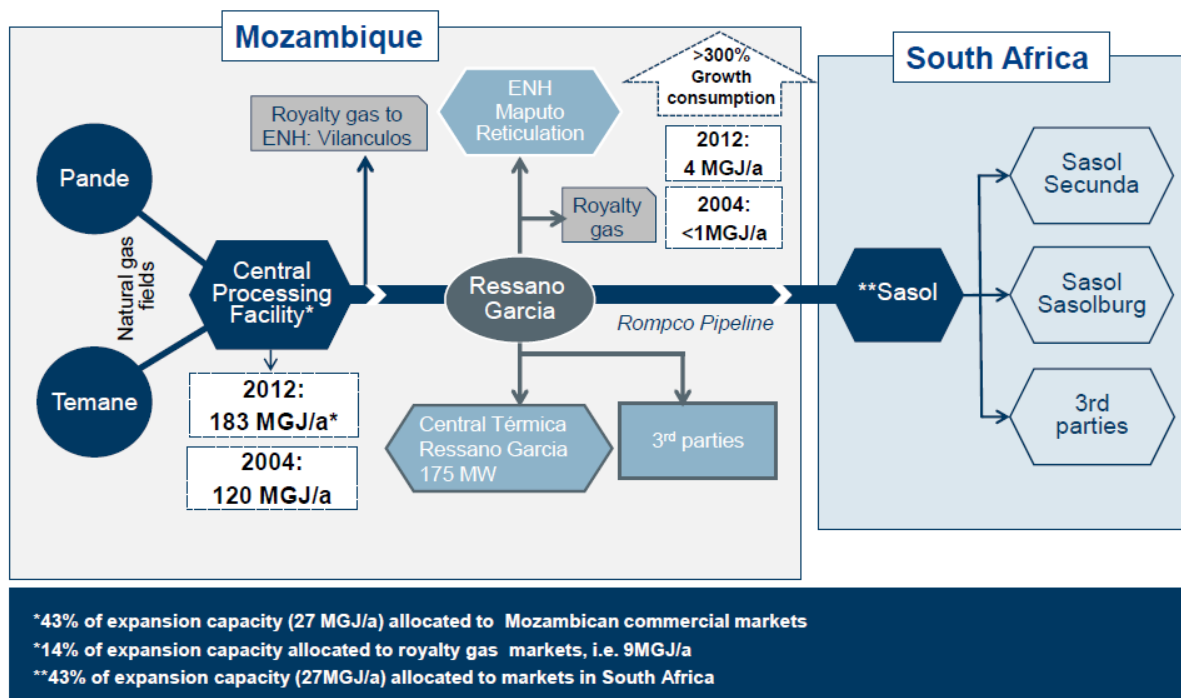 Mozambique
South Africa
>300%
Growth
consumption
ENH
Maputo
Reticulation
Royalty gas to
ENH: Vilanculos
2012:
4 MGJ/a
2004:
<1MGJ/a
Royalty
gas
Pande
Natural gas
fields
Temane
Central
Processing
Facility*
2012:
183 MGJ/a*
2004:
120 MGJ/a
Ressano
Garcia
Rompco Pipeline
Central Térmica
Ressano Garcia
175 MW
3rd parties
**Sasol
Sasol
Secunda
Sasol
Sasolburg
3rd
parties
*43% of expansion capacity (27 MGJ/a) allocated to Mozambican commercial markets
*14% of expansion capacity allocated to royalty gas markets, i.e. 9MGJ/a
**43% of expansion capacity (27MGJ/a) allocated to markets in South Africa